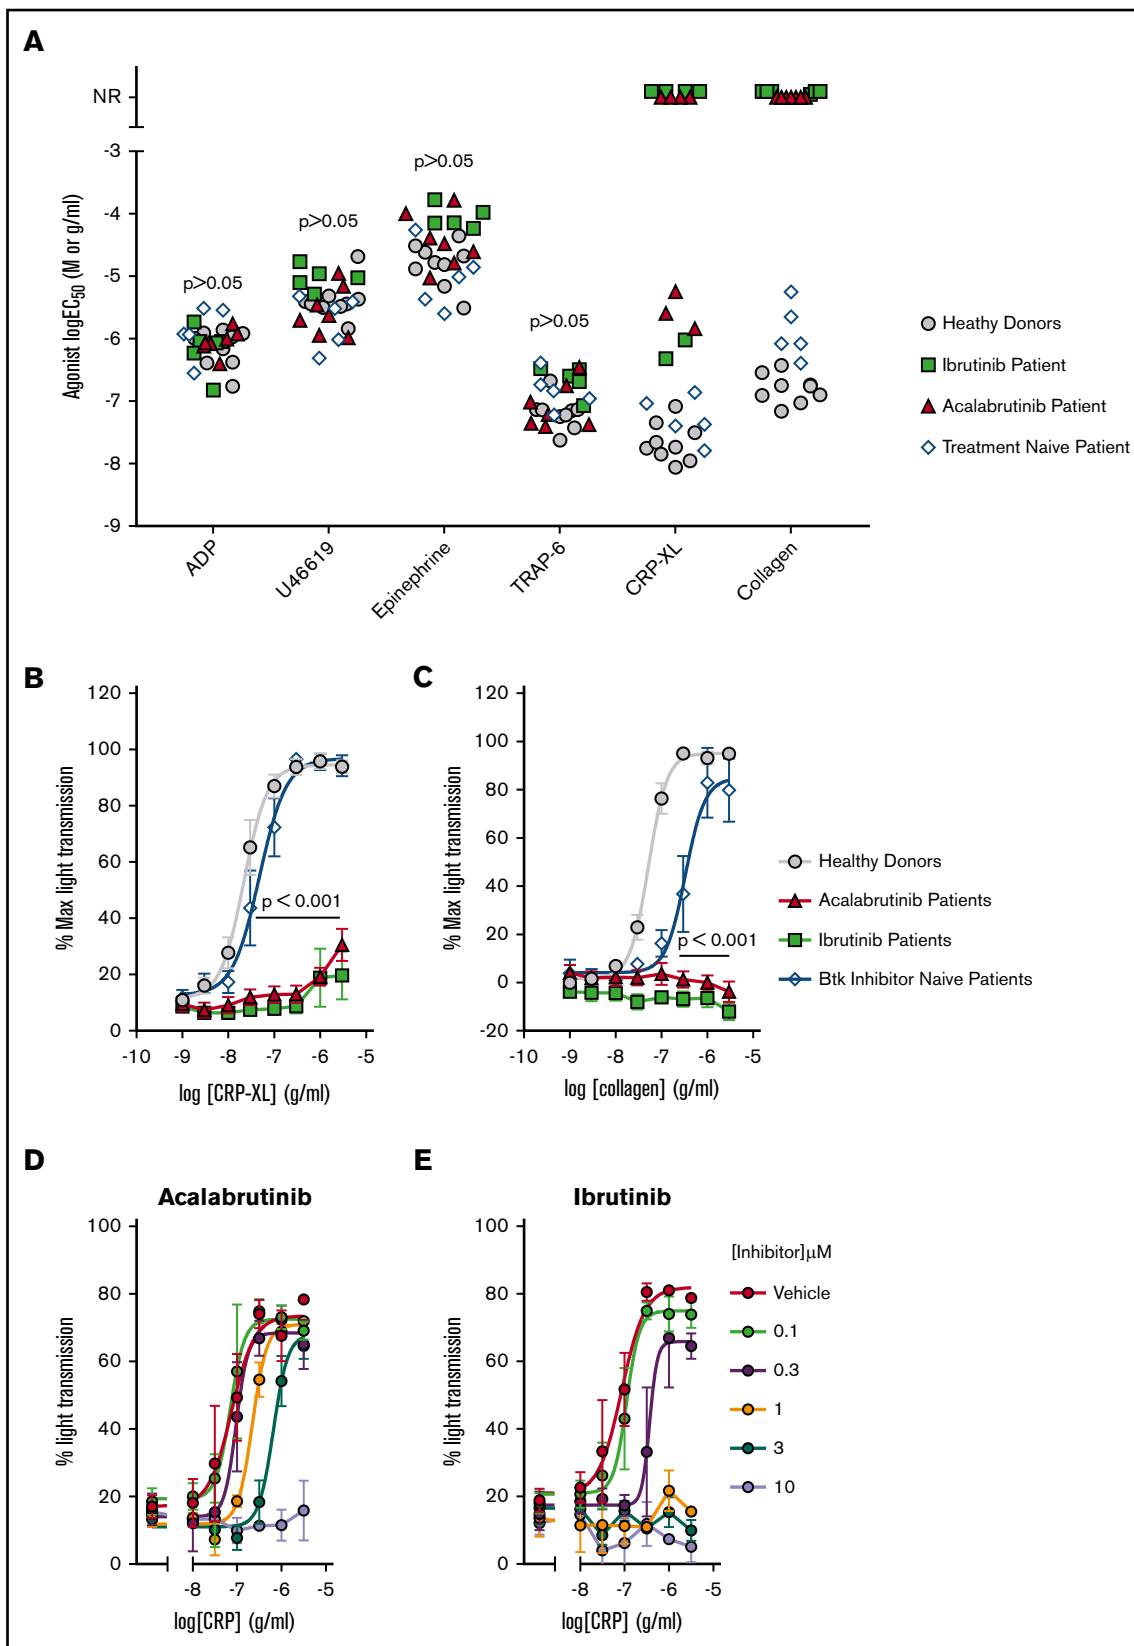 A
NR
-3
-4
-5
-6
-7
-8
-9
Agonist logEC50 (M or g/ml)
p>0.05
p>0.05
p>0.05
p>0.05
ADP
U46619
Epinephrine
TRAP-6
CRP-XL
Collagen
Heathy Donors
Ibrutinib Patient
Acalabrutinib Patient
Treatment Naive Patient
B
120
100
80
60
40
20
0
% Max light transmission
p < 0.001
-10 -9 -8 -7 -6 -5
log [CRP-XL] (g/ml)
C
120
100
80
60
40
20
0
-20
% Max light transmission
p < 0.001
-10 -9 -8 -7 -6 -5
log [collagen] (g/ml)
Healthy Donors
Acalabrutinib Patients
Ibrutinib Patients
Btk Inhibitor Naive Patients
D
Acalabrutinib
100
80
60
40
20
0
% light transmission
-8 -7 -6 -5
log[CRP] (g/ml)
E
Ibrutinib
100
80
60
40
20
0
% light transmission
-8 -7 -6 -5
log[CRP] (g/ml)
[Inhibitor]μM
Vehicle
0.1
0.3
1
3
10